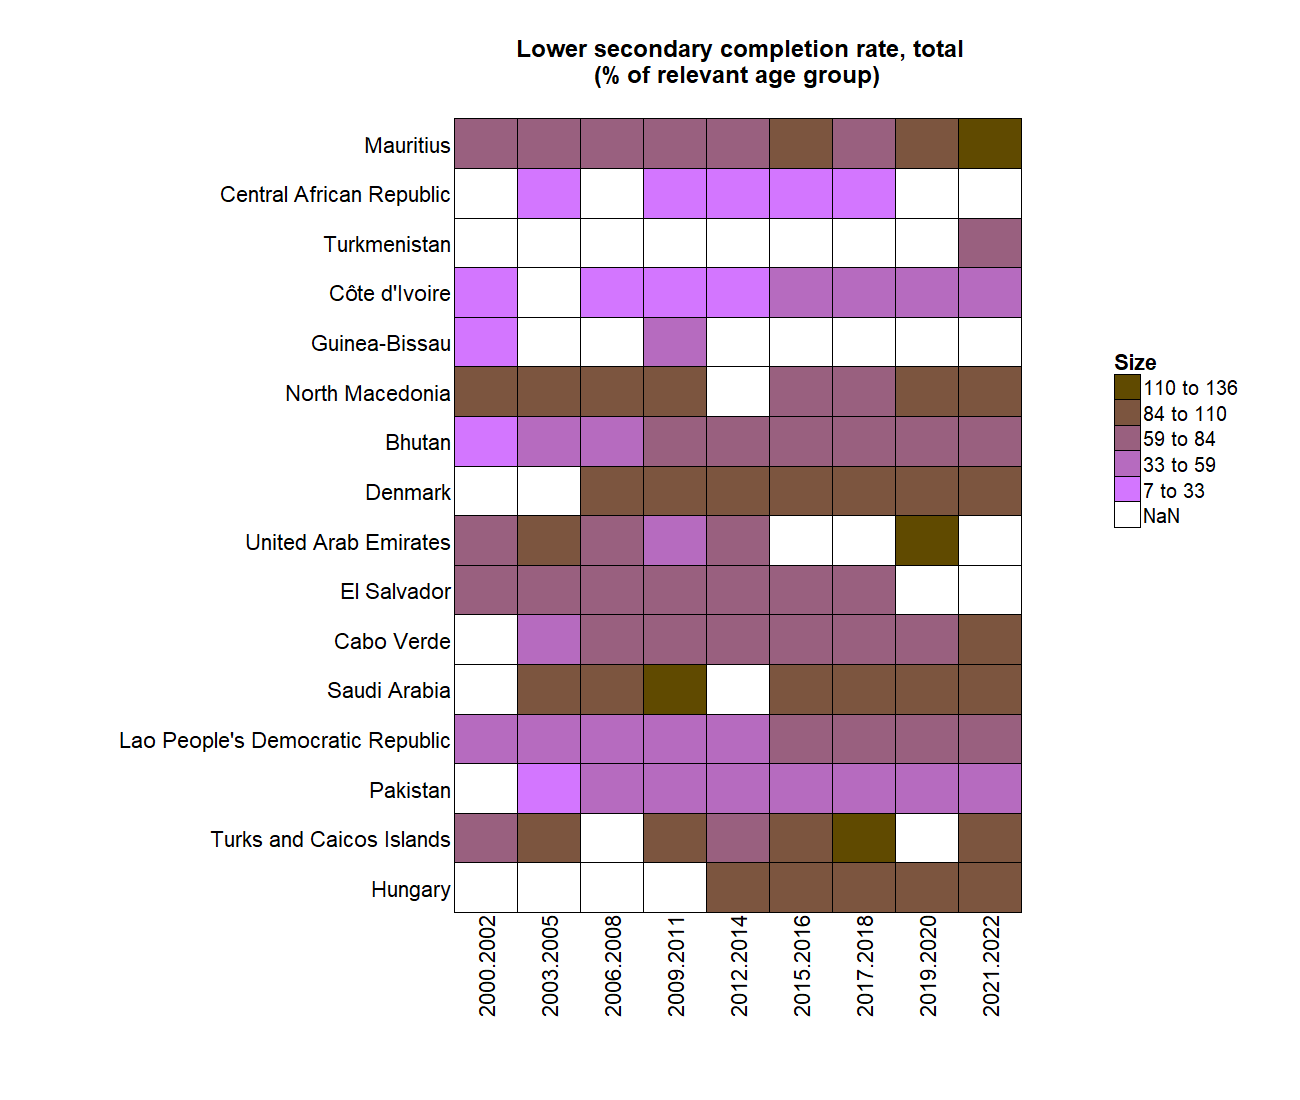 Lower secondary completion rate, total
(% of relevant age group)
Mauritius
Central African Republic
Turkmenistan
Côte d'Ivoire
Guinea-Bissau
North Macedonia
Bhutan
Denmark
United Arab Emirates
El Salvador
Cabo Verde
Saudi Arabia
Lao People's Democratic Republic
Pakistan
Turks and Caicos Islands
Hungary
2000.2002
2003.2005
2006.2008
2009.2011
2012.2014
2015.2016
2017.2018
2019.2020
2021.2022
Size
110 to 136
84 to 110
59 to 84
33 to 59
7 to 33
NaN